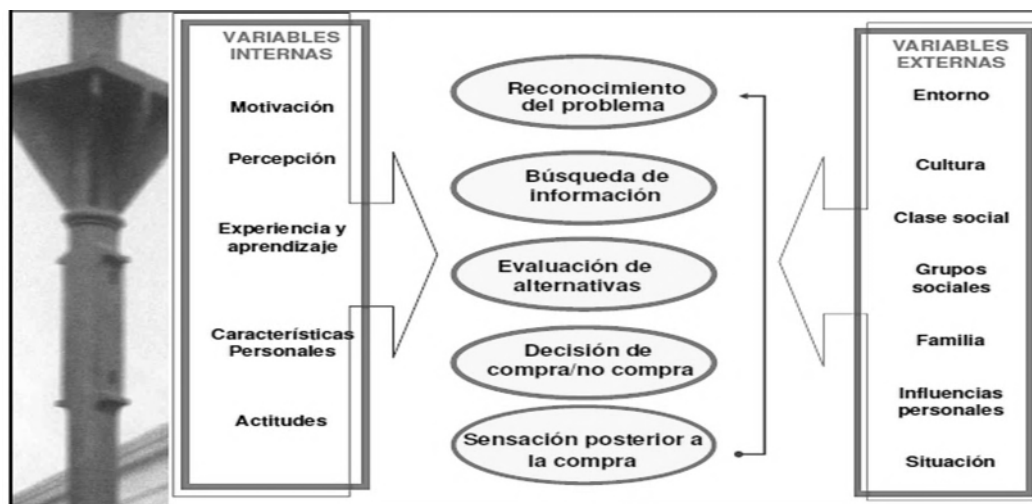 VARIABLES
INTERNAS
Motivación
Percepción
Experiencia y
aprendizaje
Características
Personales
Actitudes
Reconocimiento
del problema
Búsqueda de
información
Evaluación de
alternativas
Decisión de
compra/no compra
Sensación posterior a
la compra
VARIABLES
EXTERNAS
Entorno
Cultura
Clase social
Grupos
sociales
Familia
Influencias
personales
Situación